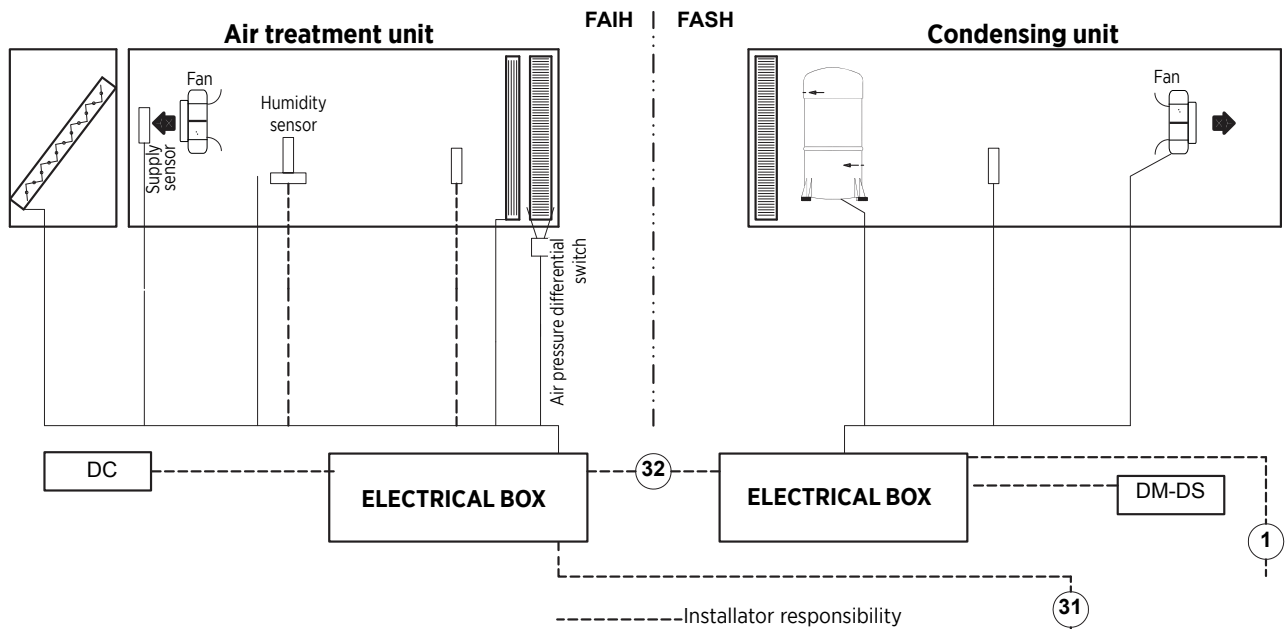 FAIH
FASH
Air treatment unit
Condensing unit
Fan
Humidity
sensor
Supply
sensor
Air pressure differential
switch
Fan
DC
ELECTRICAL BOX
32
ELECTRICAL BOX
DM-DS
1
31
Installator responsibility